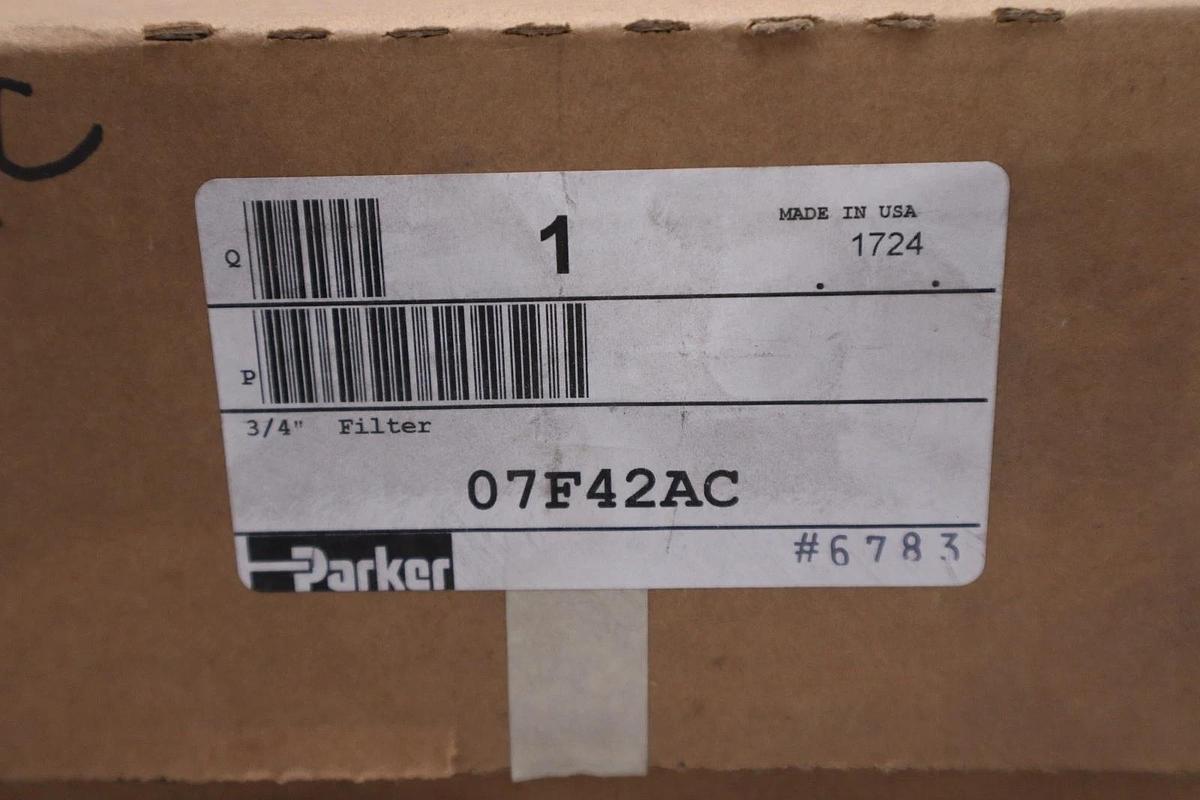 Q 1 MADE IN USA
1724
P
3/4" Filter
07F42AC
Parker #6783